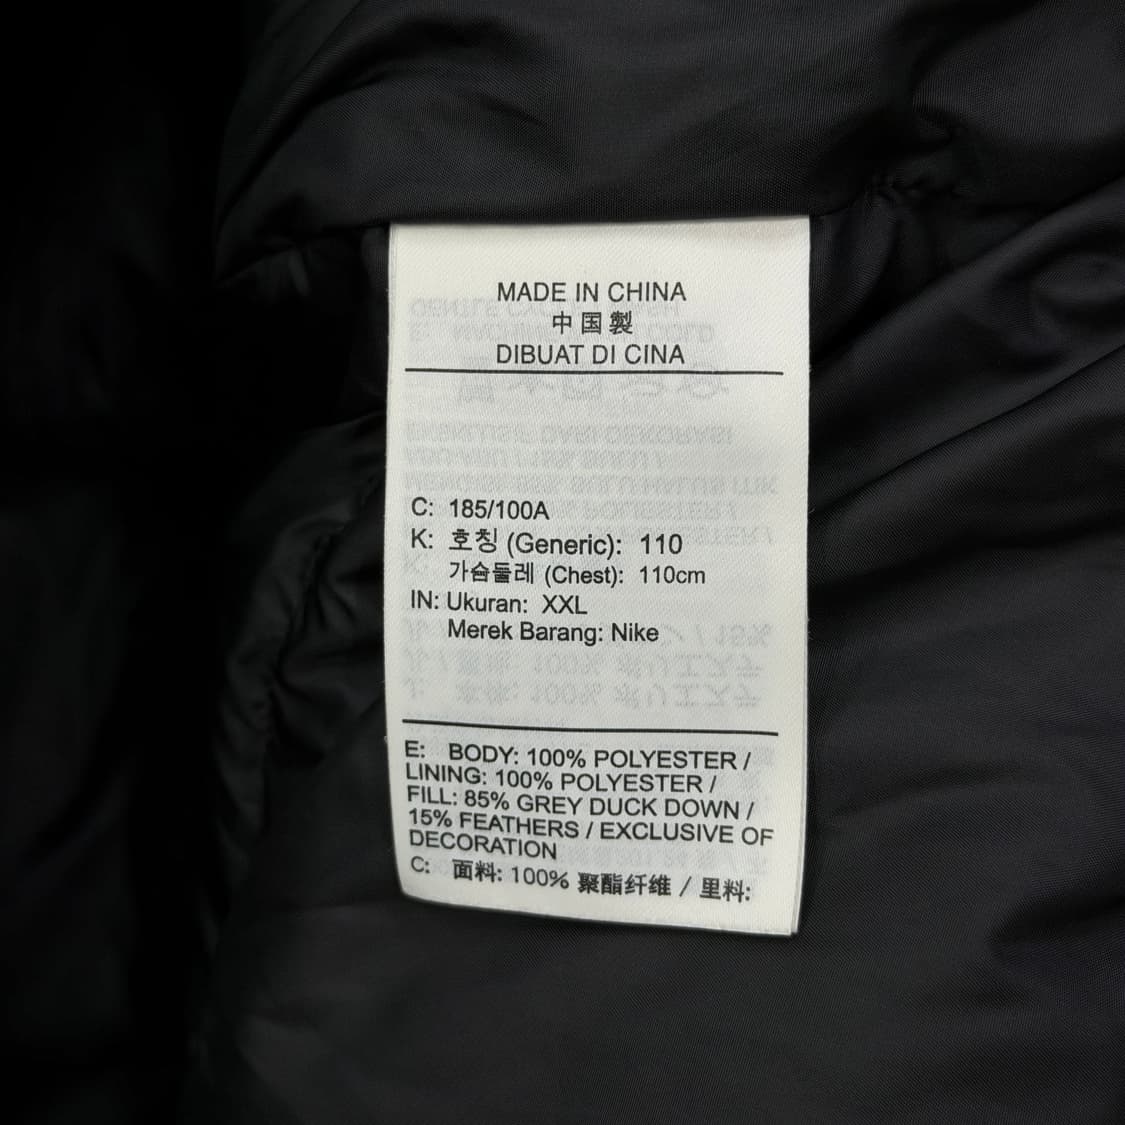 MADE IN CHINA
中国製
DIBUAT DI CINA
C: 185/100A
K: 호칭 (Generic): 110
가슴둘레 (Chest): 110cm
IN: Ukuran: XXL
Merek Barang: Nike
E: BODY: 100% POLYESTER /
LINING: 100% POLYESTER /
FILL: 85% GREY DUCK DOWN /
15% FEATHERS / EXCLUSIVE OF
DECORATION
C: 面料: 100% 聚酯纤维 / 里料: